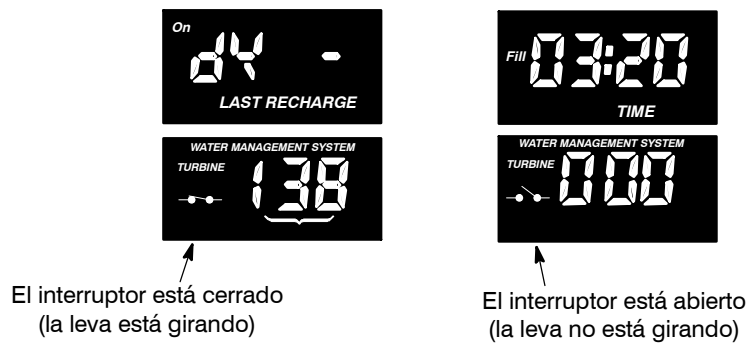 On
dY -
LAST RECHARGE
WATER MANAGEMENT SYSTEM
TURBINE
138
El interruptor está cerrado
(la leva está girando)
Fill
03:20
TIME
WATER MANAGEMENT SYSTEM
TURBINE
000
El interruptor está abierto
(la leva no está girando)